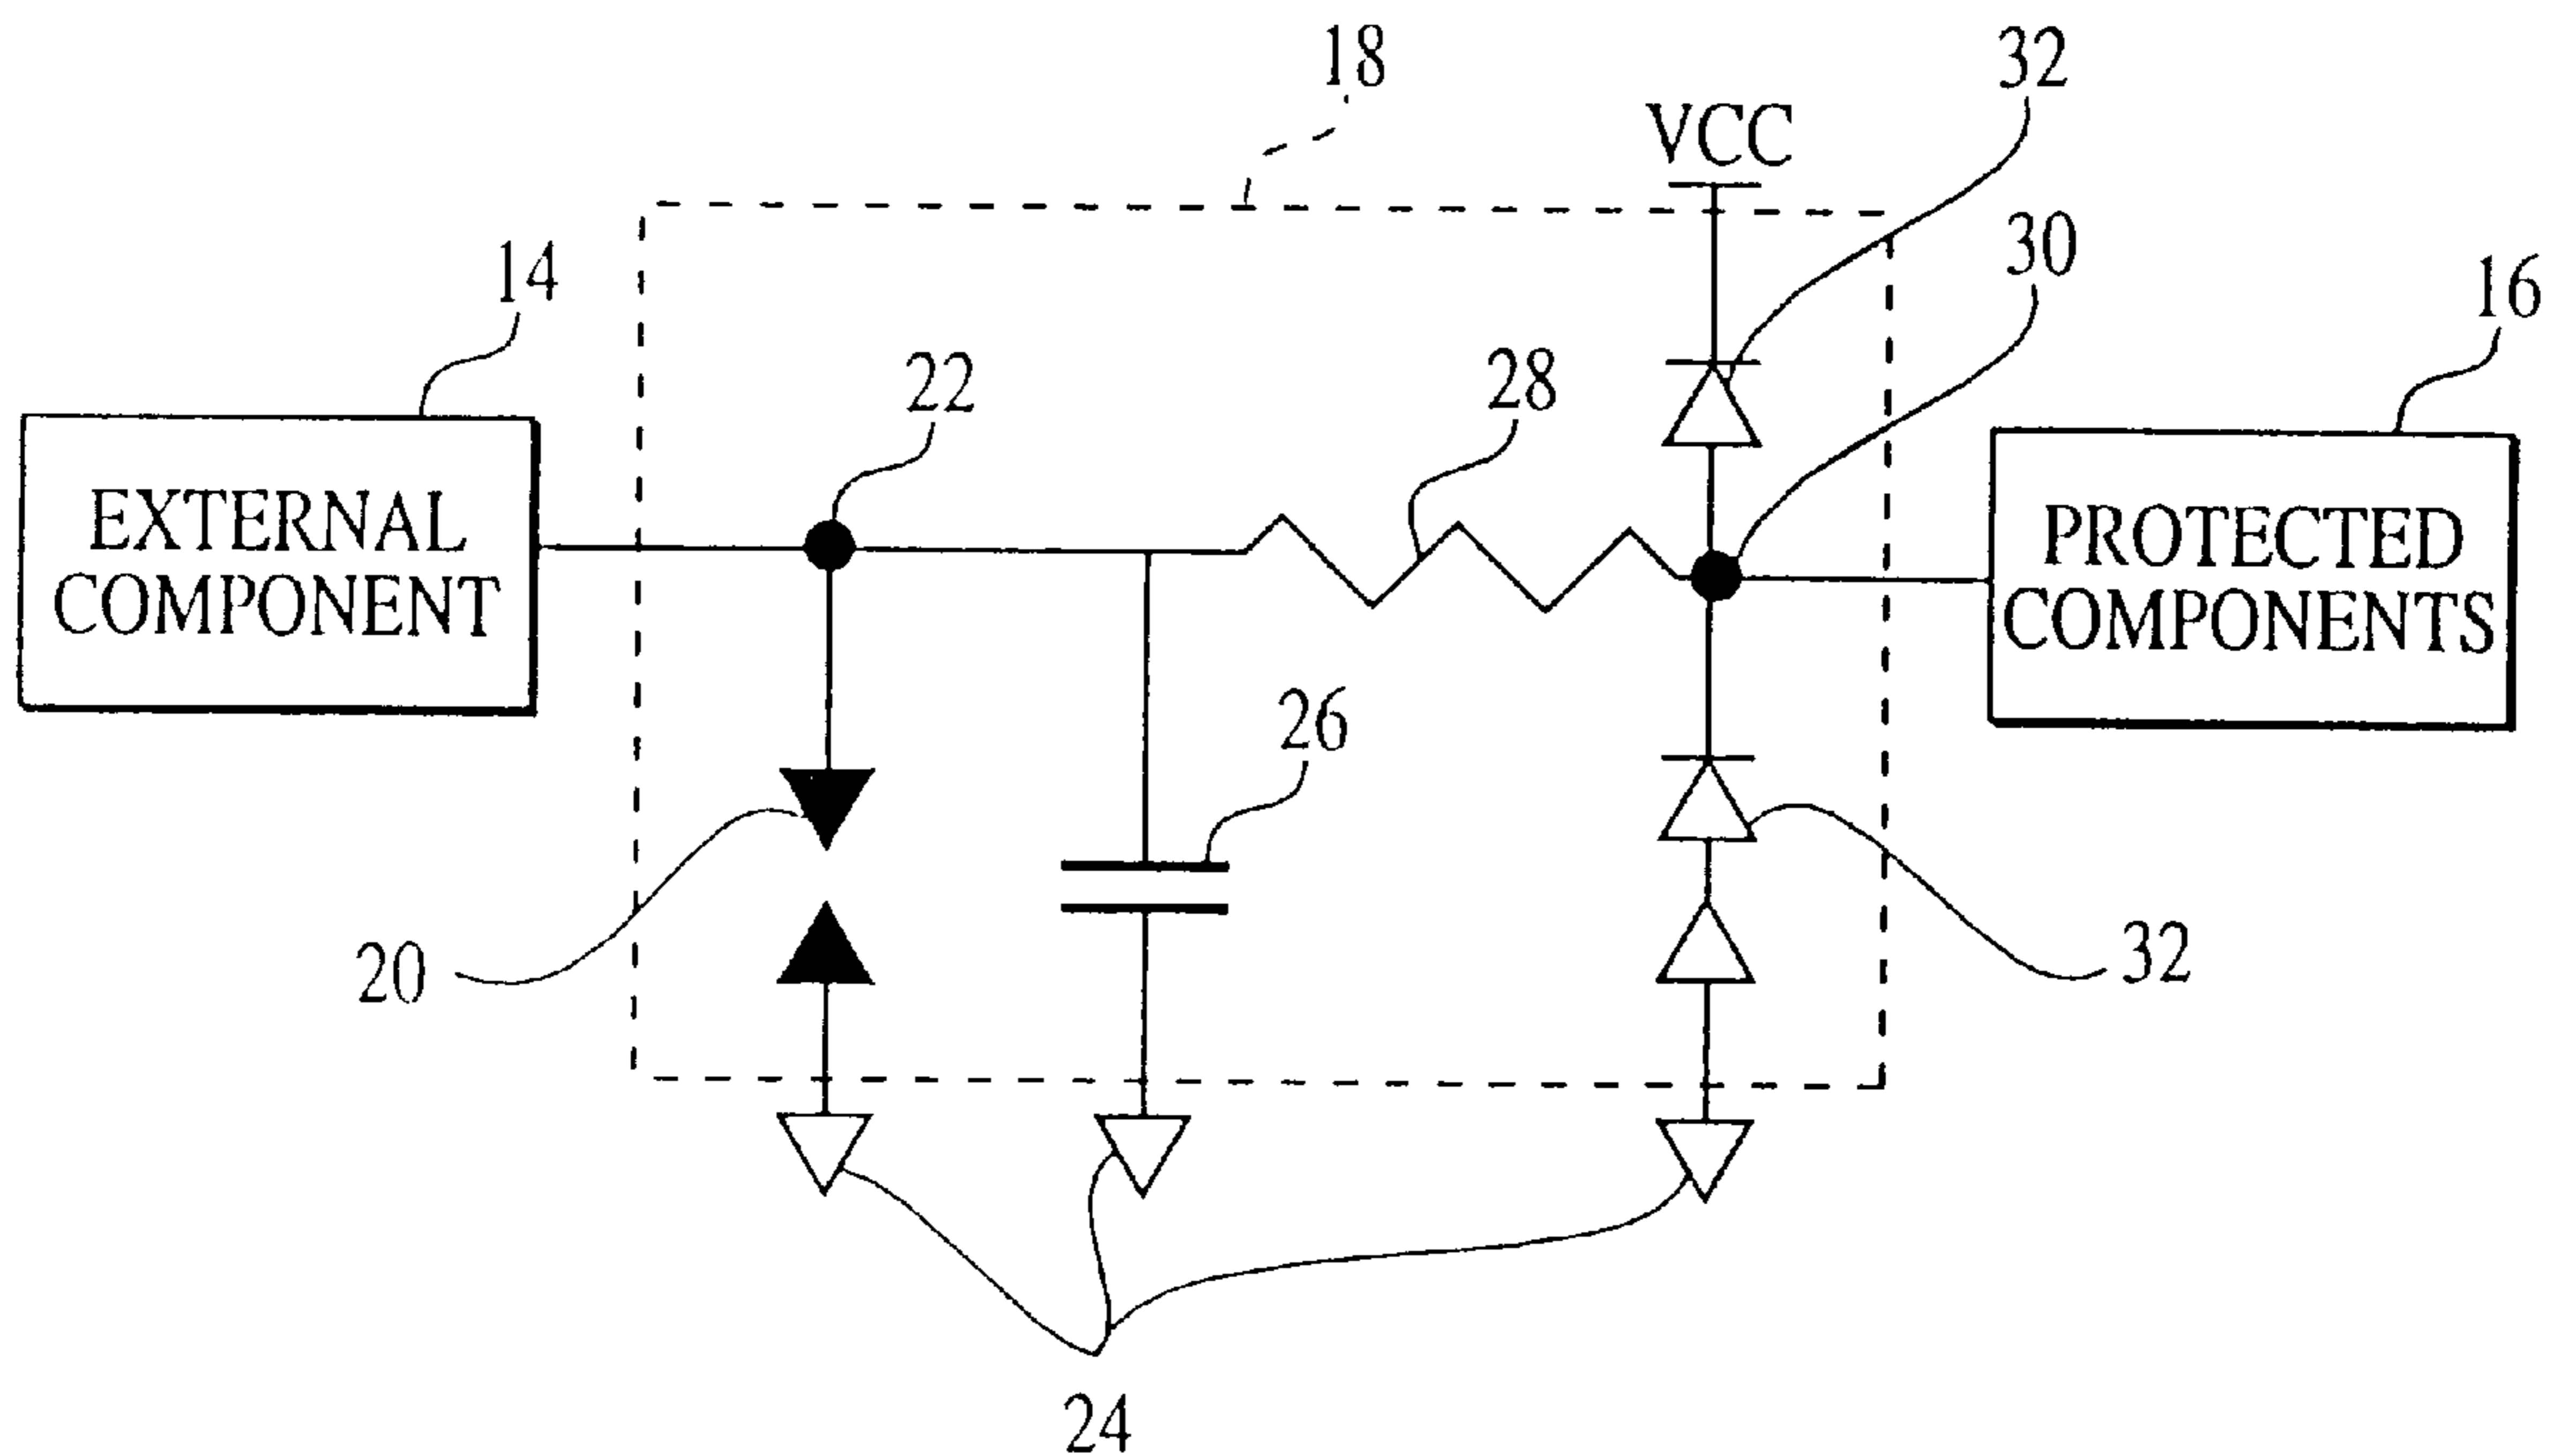 18
32
VCC
14
30
16
22
28
EXTERNAL
COMPONENT
PROTECTED
COMPONENTS
26
20
32
24